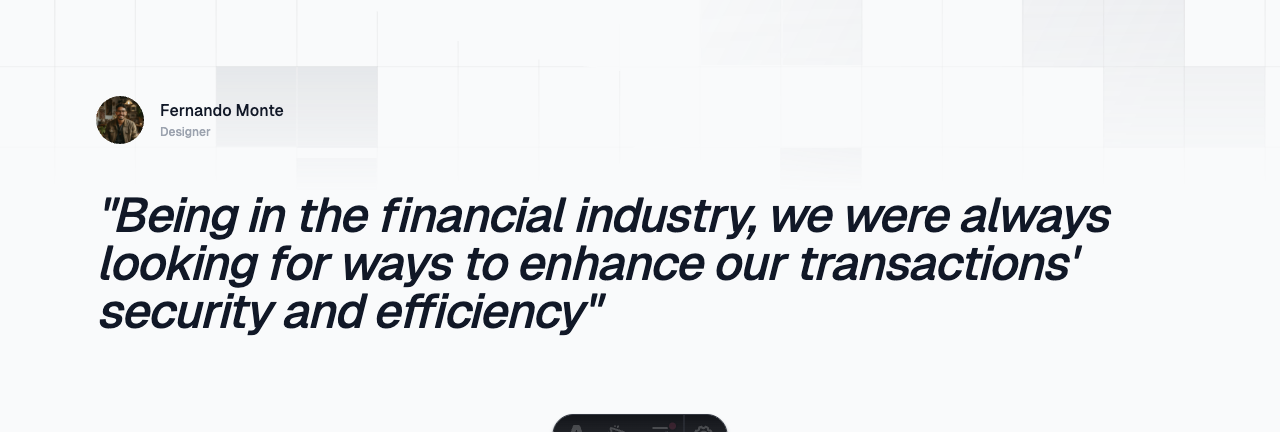 Fernando Monte
Designer
"Being in the financial industry, we were always
looking for ways to enhance our transactions'
security and efficiency"